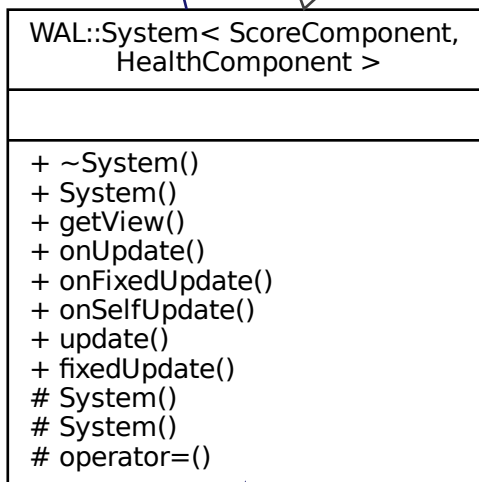 WAL::System< ScoreComponent,
HealthComponent >
+ ~System()
+ System()
+ getView()
+ onUpdate()
+ onFixedUpdate()
+ onSelfUpdate()
+ update()
+ fixedUpdate()
# System()
# System()
# operator=()